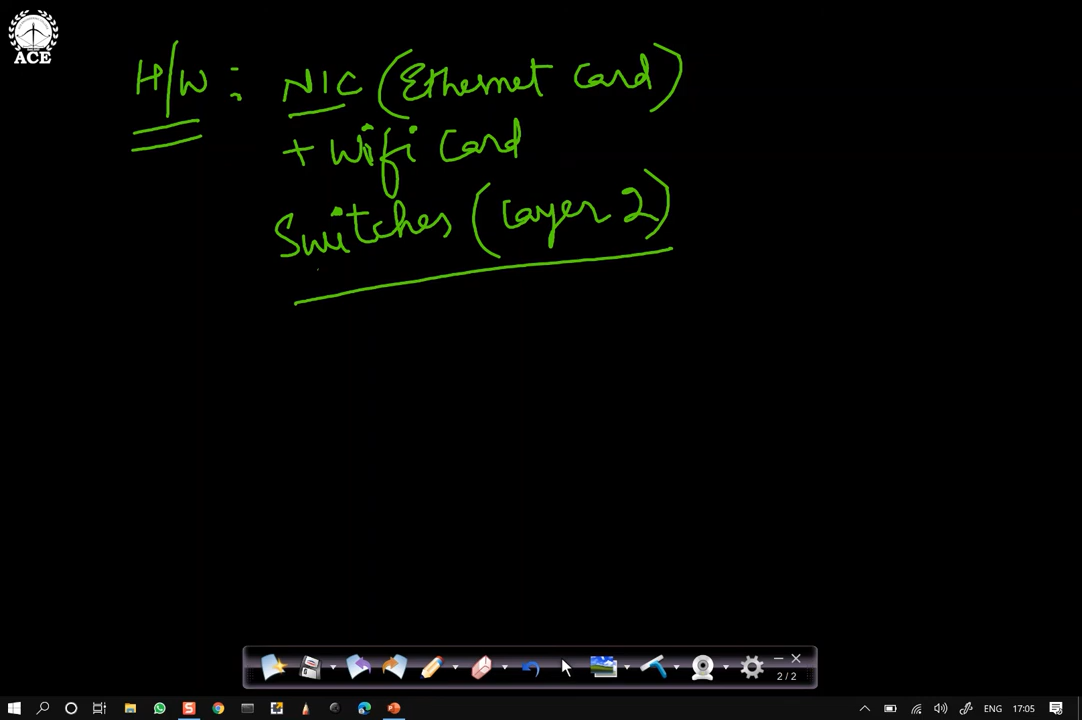 ACE
H/W : NIC (Ethernet Card)
+ Wifi Card
Switches (Layer 2)
2 / 2
ENG
17:05